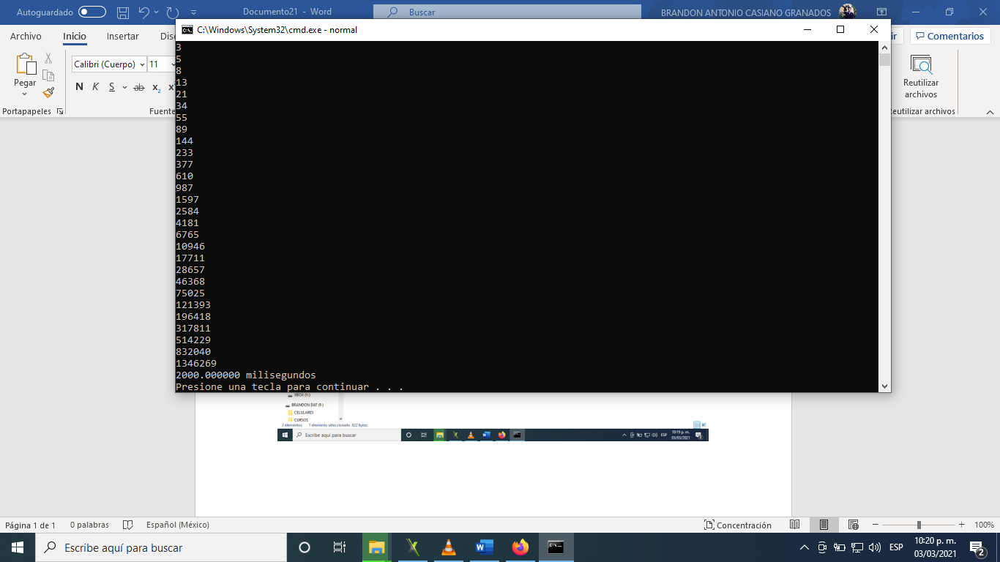 Autoguardado
Documento21 - Word
Buscar
BRANDON ANTONIO CASIANO GRANADOS
Archivo
Inicio
Insertar
Comentarios
C:\Windows\System32\cmd.exe - normal
Calibri (Cuerpo)
11
Pegar
N K S ab x₂
Portapapeles
Fuente
Reutilizar
archivos
3
5
8
13
21
34
55
89
144
233
377
610
987
1597
2584
4181
6765
10946
17711
28657
46368
75025
121393
196418
317811
514229
832040
1346269
2000.000000 milisegundos
Presione una tecla para continuar . . .
BRANDON DAT (F:)
CELULARES
CURSOS
3 elementos 1 elemento seleccionado 622 bytes
Escribe aquí para buscar
ESP
10:19 p. m.
03/03/2021
Página 1 de 1
0 palabras
Español (México)
Concentración
100%
Escribe aquí para buscar
ESP
10:20 p. m.
03/03/2021
2